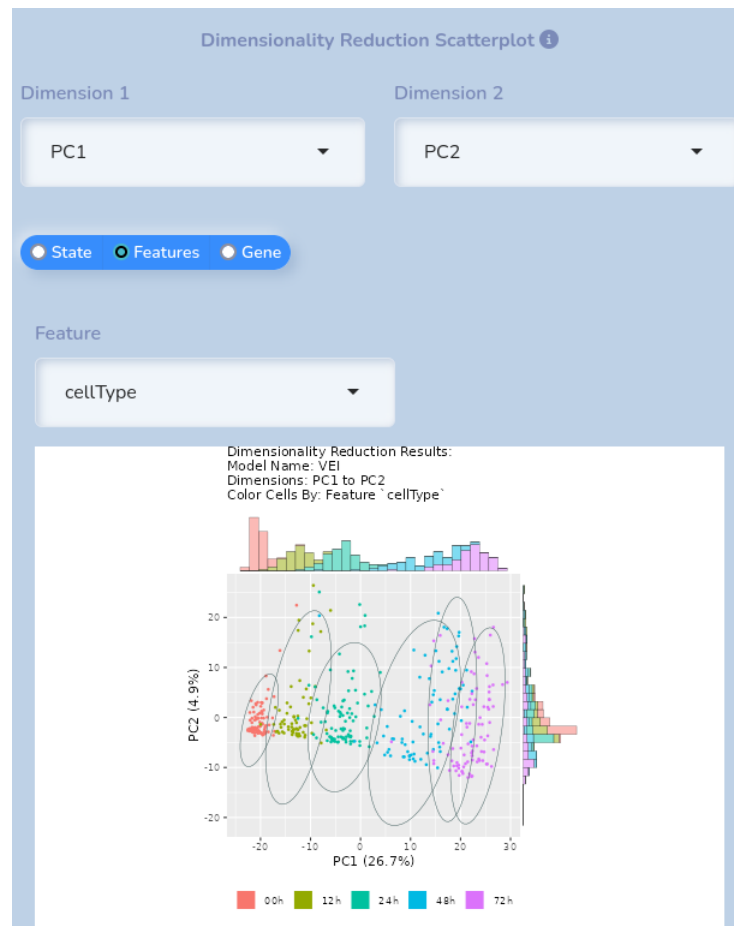 Dimensionality Reduction Scatterplot
Dimension 1
Dimension 2
PC1
PC2
State
Features
Gene
Feature
cellType
Dimensionality Reduction Results:
Model Name: VEI
Dimensions: PC1 to PC2
Color Cells By: Feature `cellType`
20
10
0
-10
-20
PC2 (4.9%)
-20
-10
0
10
20
30
PC1 (26.7%)
00h
12h
24h
48h
72h